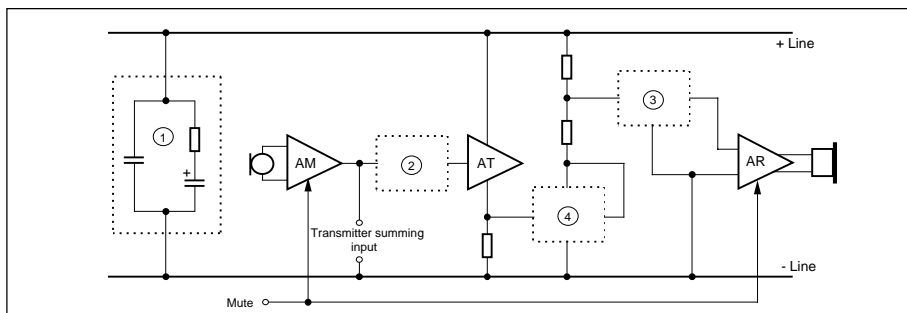 + Line
1
+
AM
2
AT
3
AR
4
Transmitter summing
input
- Line
Mute